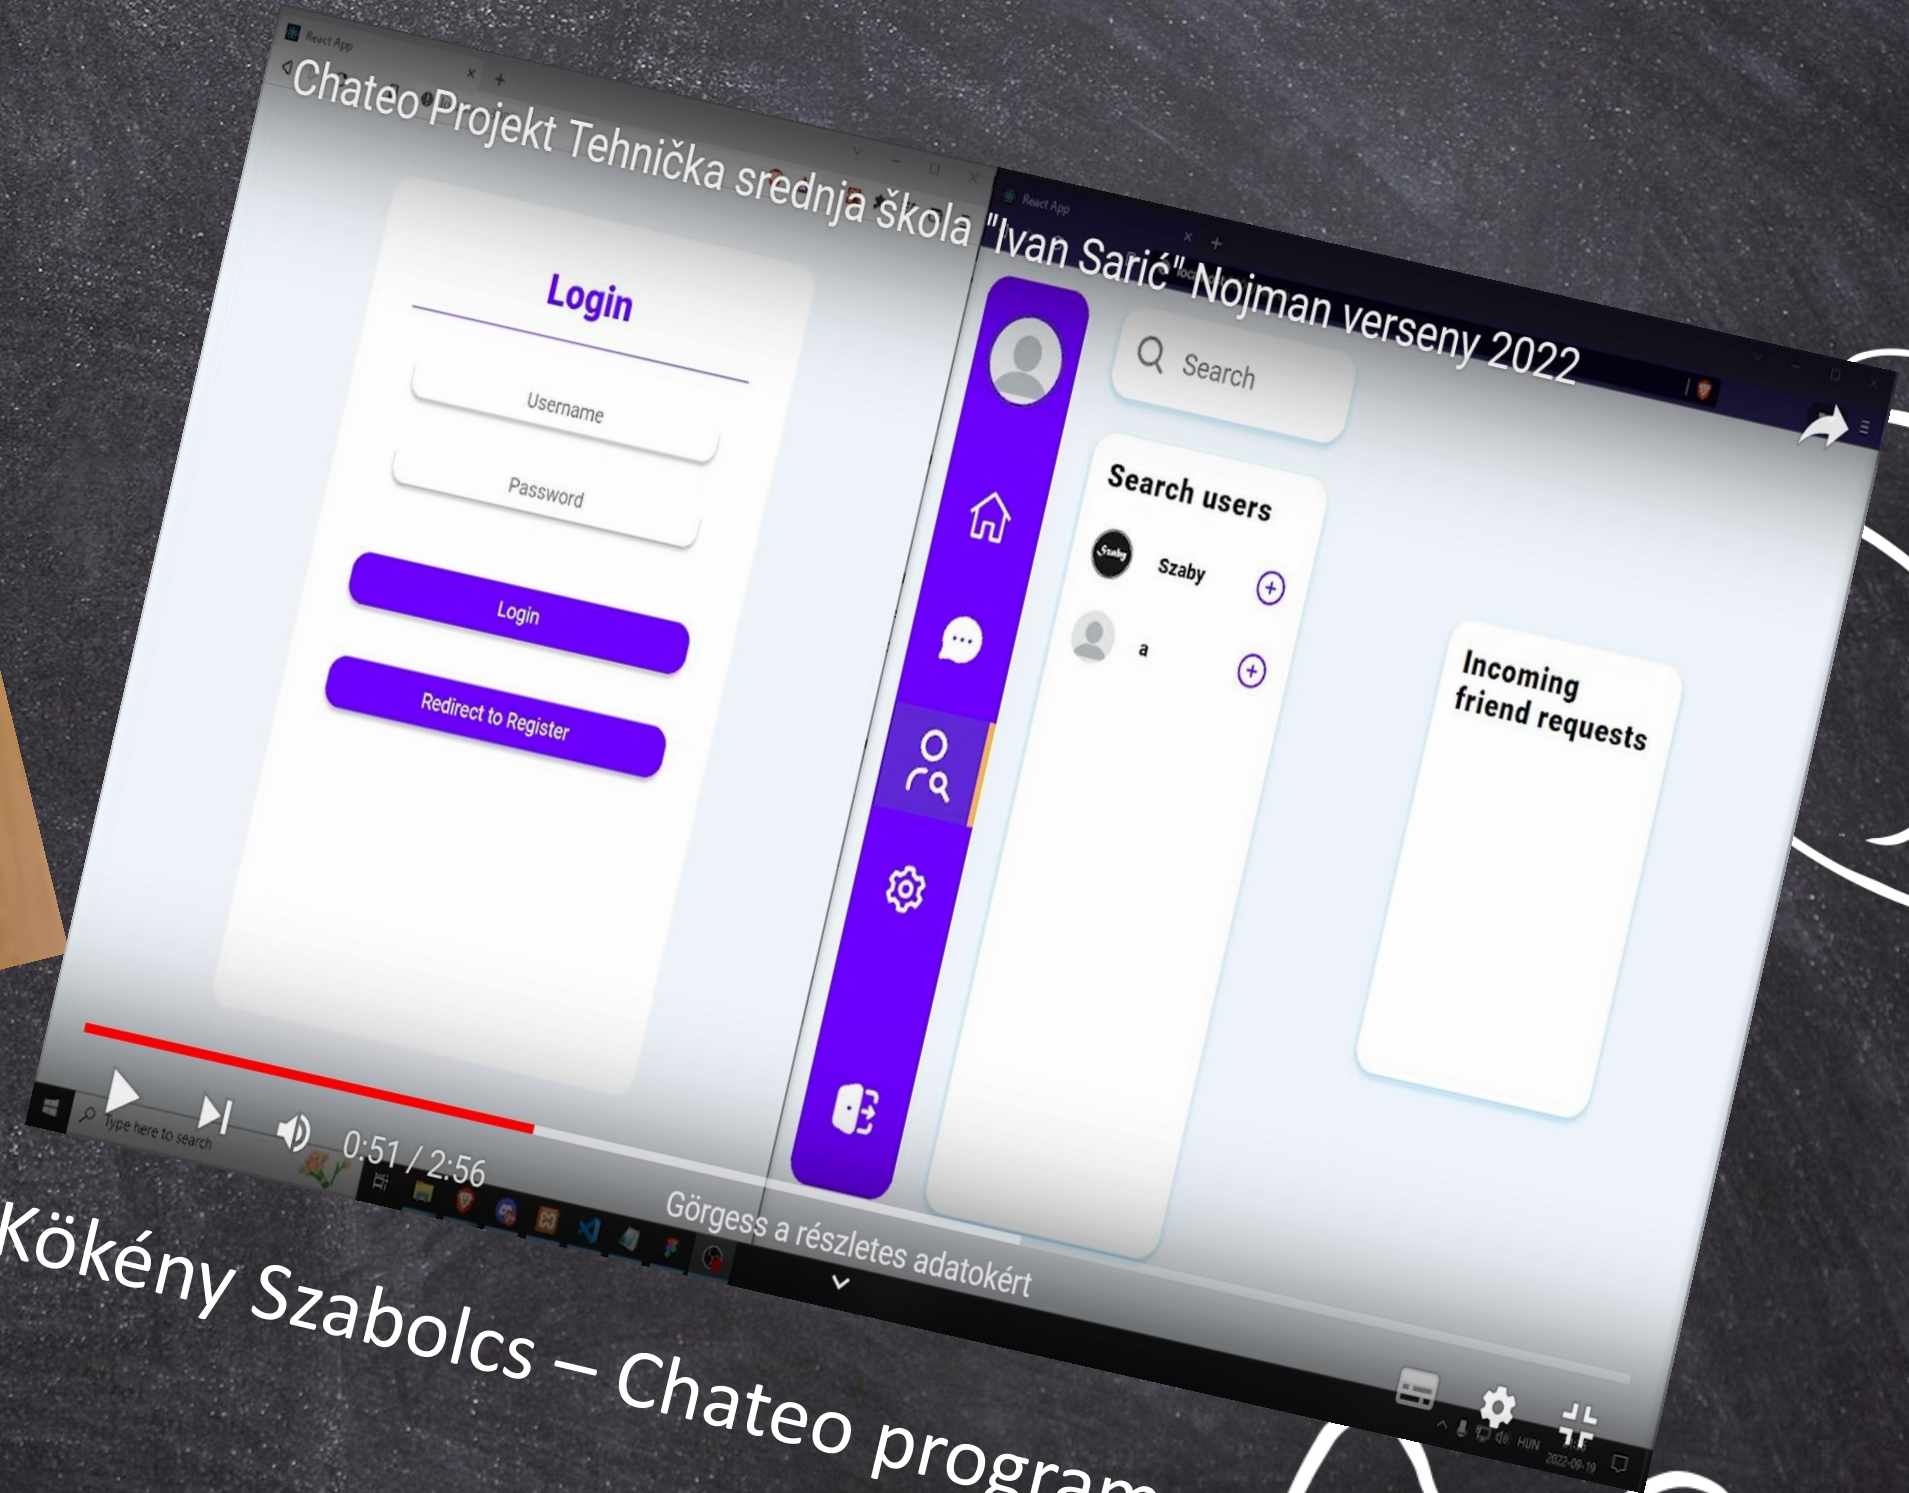 React App
Chateo Projekt Tehnička srednja škola "Ivan Sarić" Nojman verseny 2022
Login
Username
Password
Login
Redirect to Register
React App
Search
Search users
Szaby
Szaby
a
Incoming
friend requests
0:51 / 2:56
Type here to search
Görgess a részletes adatokért
HUN
2022-09-19
Kökény Szabolcs – Chateo program